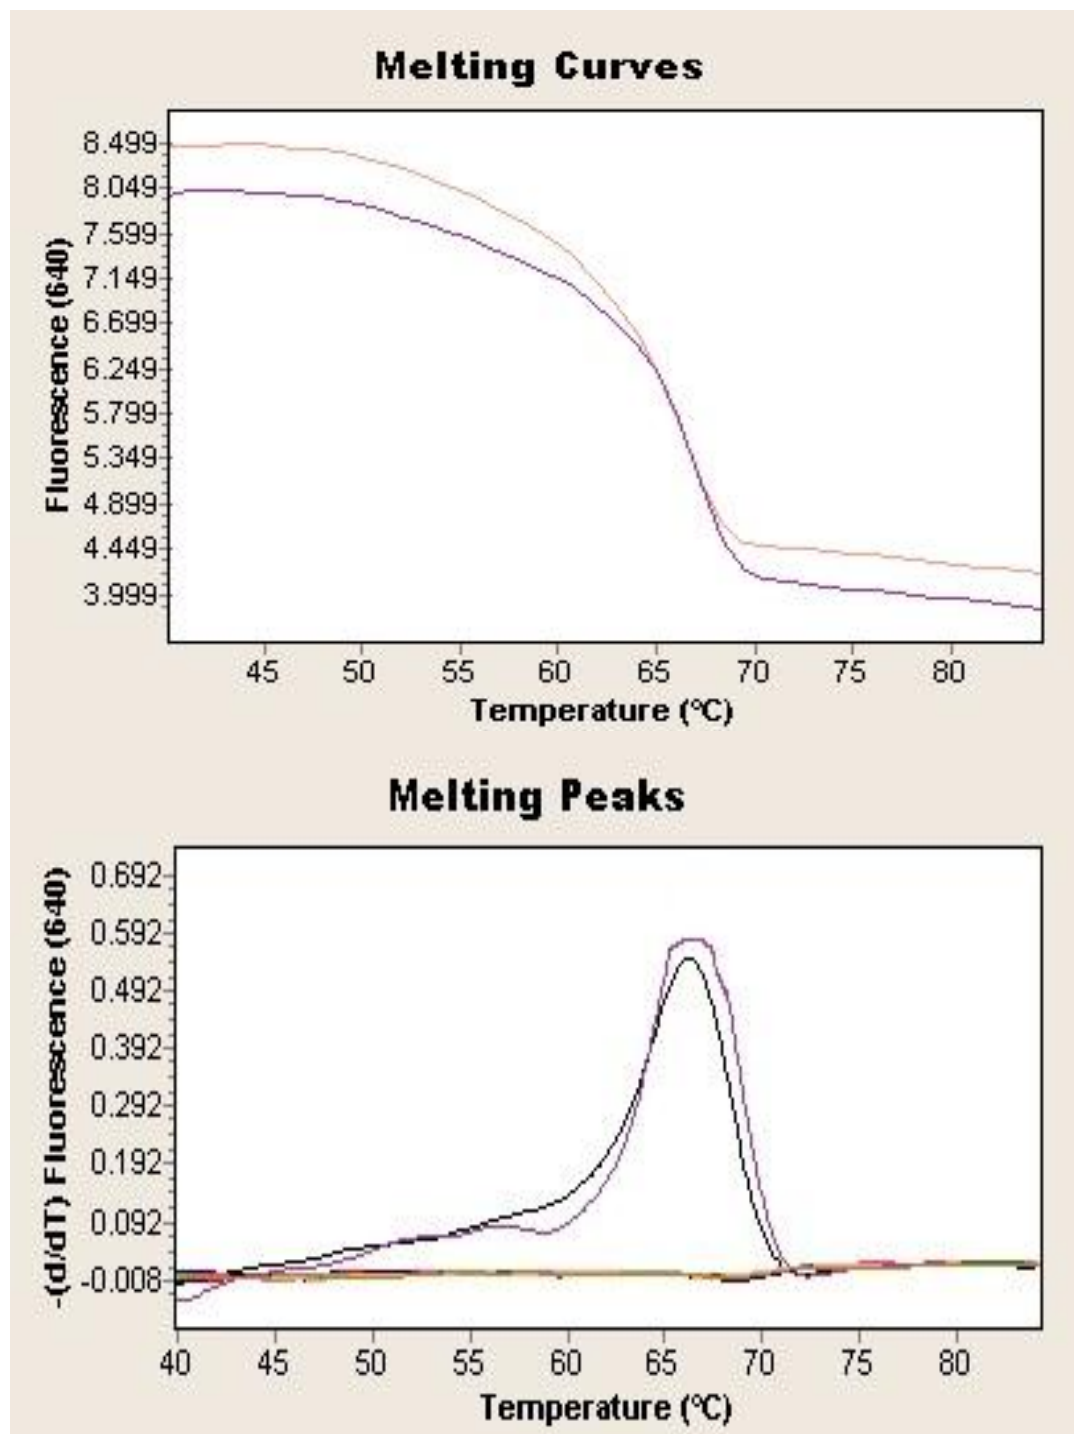 Melting Curves
Fluorescence (640)
8.499
8.049
7.599
7.149
6.699
6.249
5.799
5.349
4.899
4.449
3.999
45 50 55 60 65 70 75 80
Temperature (°C)
Melting Peaks
-(d/dT) Fluorescence (640)
0.692
0.592
0.492
0.392
0.292
0.192
0.092
-0.008
40 45 50 55 60 65 70 75 80
Temperature (°C)